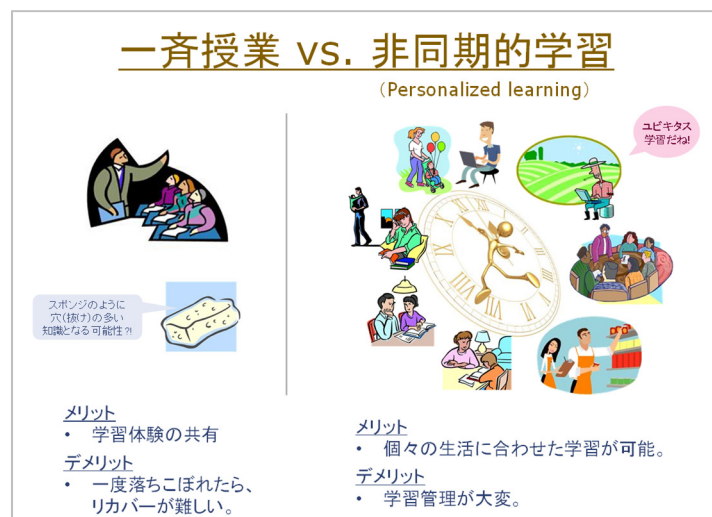 一斉授業 vs. 非同期的学習
（Personalized learning）
ユビキタス
学習だね!
スポンジのように
穴(抜け)の多い
知識となる可能性?!
メリット
• 学習体験の共有
デメリット
• 一度落ちこぼれたら、
リカバーが難しい。
メリット
• 個々の生活に合わせた学習が可能。
デメリット
• 学習管理が大変。